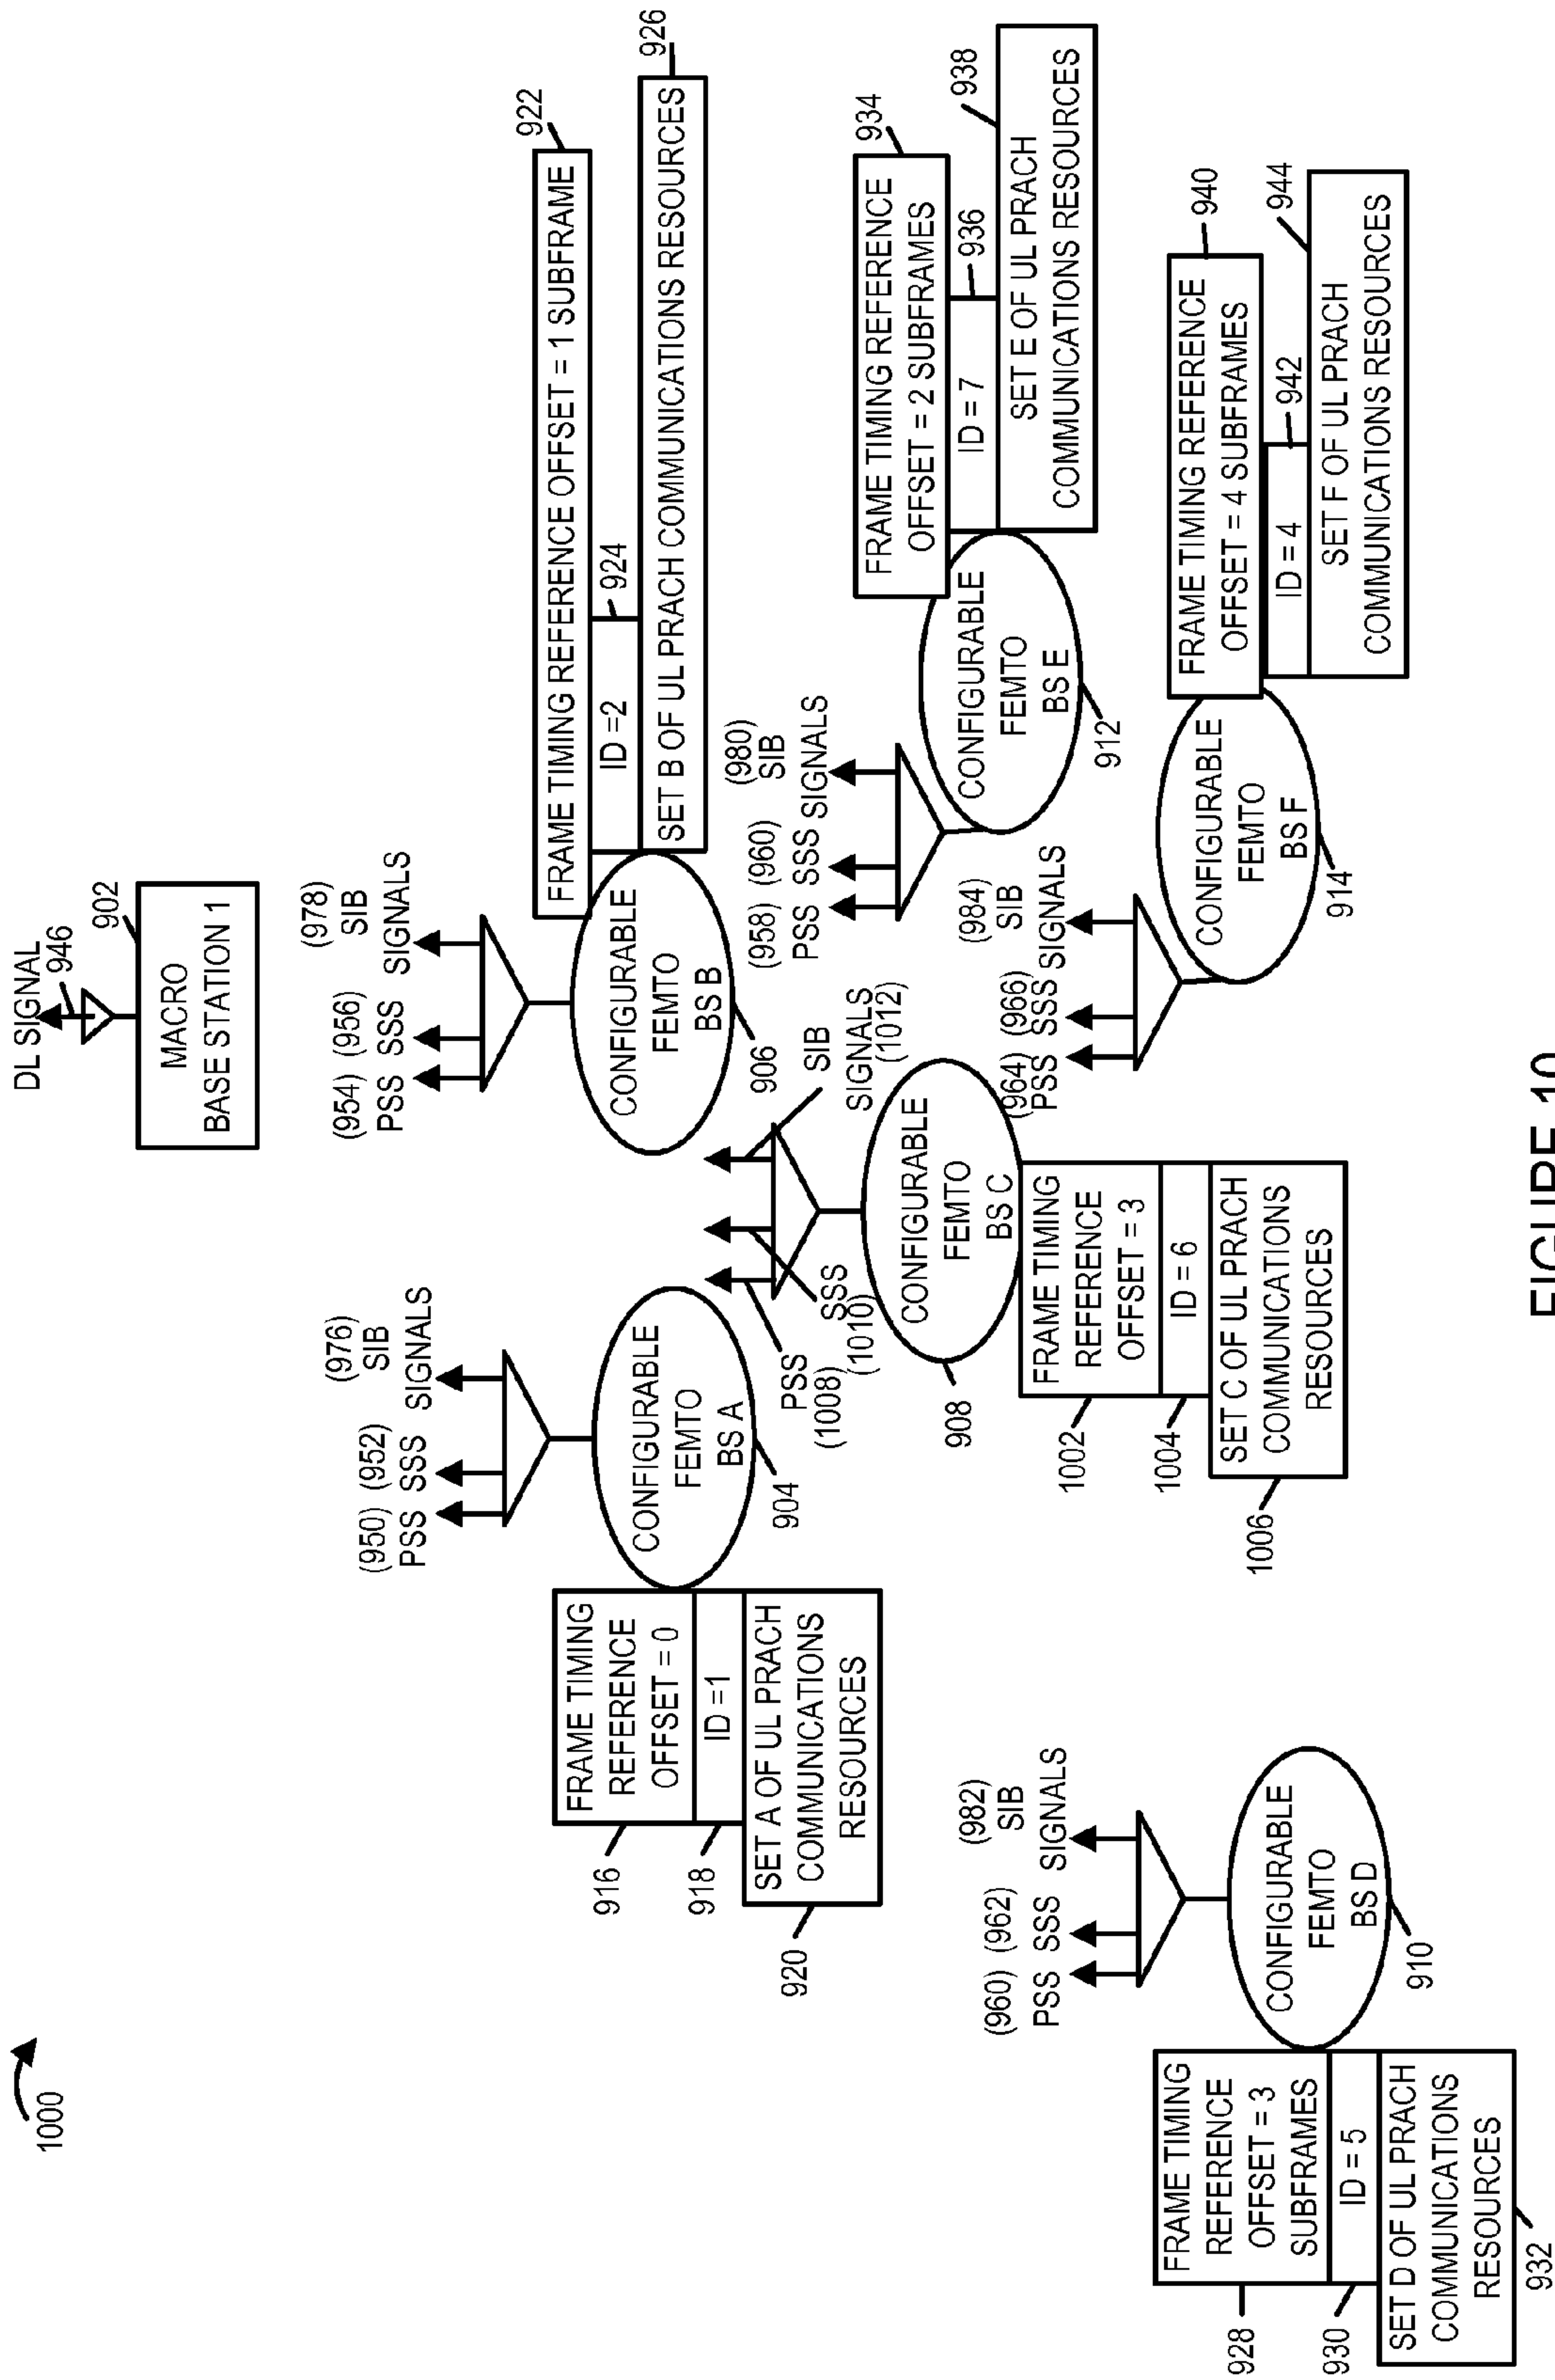 1000
DL SIGNAL
946
902
MACRO
BASE STATION 1
(950) (952)
PSS SSS
(976)
SIB
SIGNALS
CONFIGURABLE
FEMTO
BS A
904
FRAME TIMING
REFERENCE
OFFSET = 0
916
ID =1
918
SET A OF UL PRACH
COMMUNICATIONS
RESOURCES
920
(954) (956)
PSS SSS
(978)
SIB
SIGNALS
CONFIGURABLE
FEMTO
BS B
906
FRAME TIMING REFERENCE OFFSET = 1 SUBFRAME
922
ID =2
924
SET B OF UL PRACH COMMUNICATIONS RESOURCES
926
SIB
SIGNALS
(1012)
SSS
(1010)
PSS
(1008)
CONFIGURABLE
FEMTO
BS C
908
FRAME TIMING
REFERENCE
OFFSET = 3
1002
ID = 6
1004
SET C OF UL PRACH
COMMUNICATIONS
RESOURCES
1006
(958) (960)
PSS SSS
(980)
SIB
SIGNALS
CONFIGURABLE
FEMTO
BS E
912
FRAME TIMING REFERENCE
OFFSET = 2 SUBFRAMES
934
ID = 7
936
SET E OF UL PRACH
COMMUNICATIONS RESOURCES
938
(960) (962)
PSS SSS
(982)
SIB
SIGNALS
CONFIGURABLE
FEMTO
BS D
910
FRAME TIMING
REFERENCE
OFFSET = 3
SUBFRAMES
928
ID = 5
930
SET D OF UL PRACH
COMMUNICATIONS
RESOURCES
932
(964) (966)
PSS SSS
(984)
SIB
SIGNALS
CONFIGURABLE
FEMTO
BS F
914
FRAME TIMING REFERENCE
OFFSET = 4 SUBFRAMES
940
ID = 4
942
SET F OF UL PRACH
COMMUNICATIONS RESOURCES
944
FIGURE 10